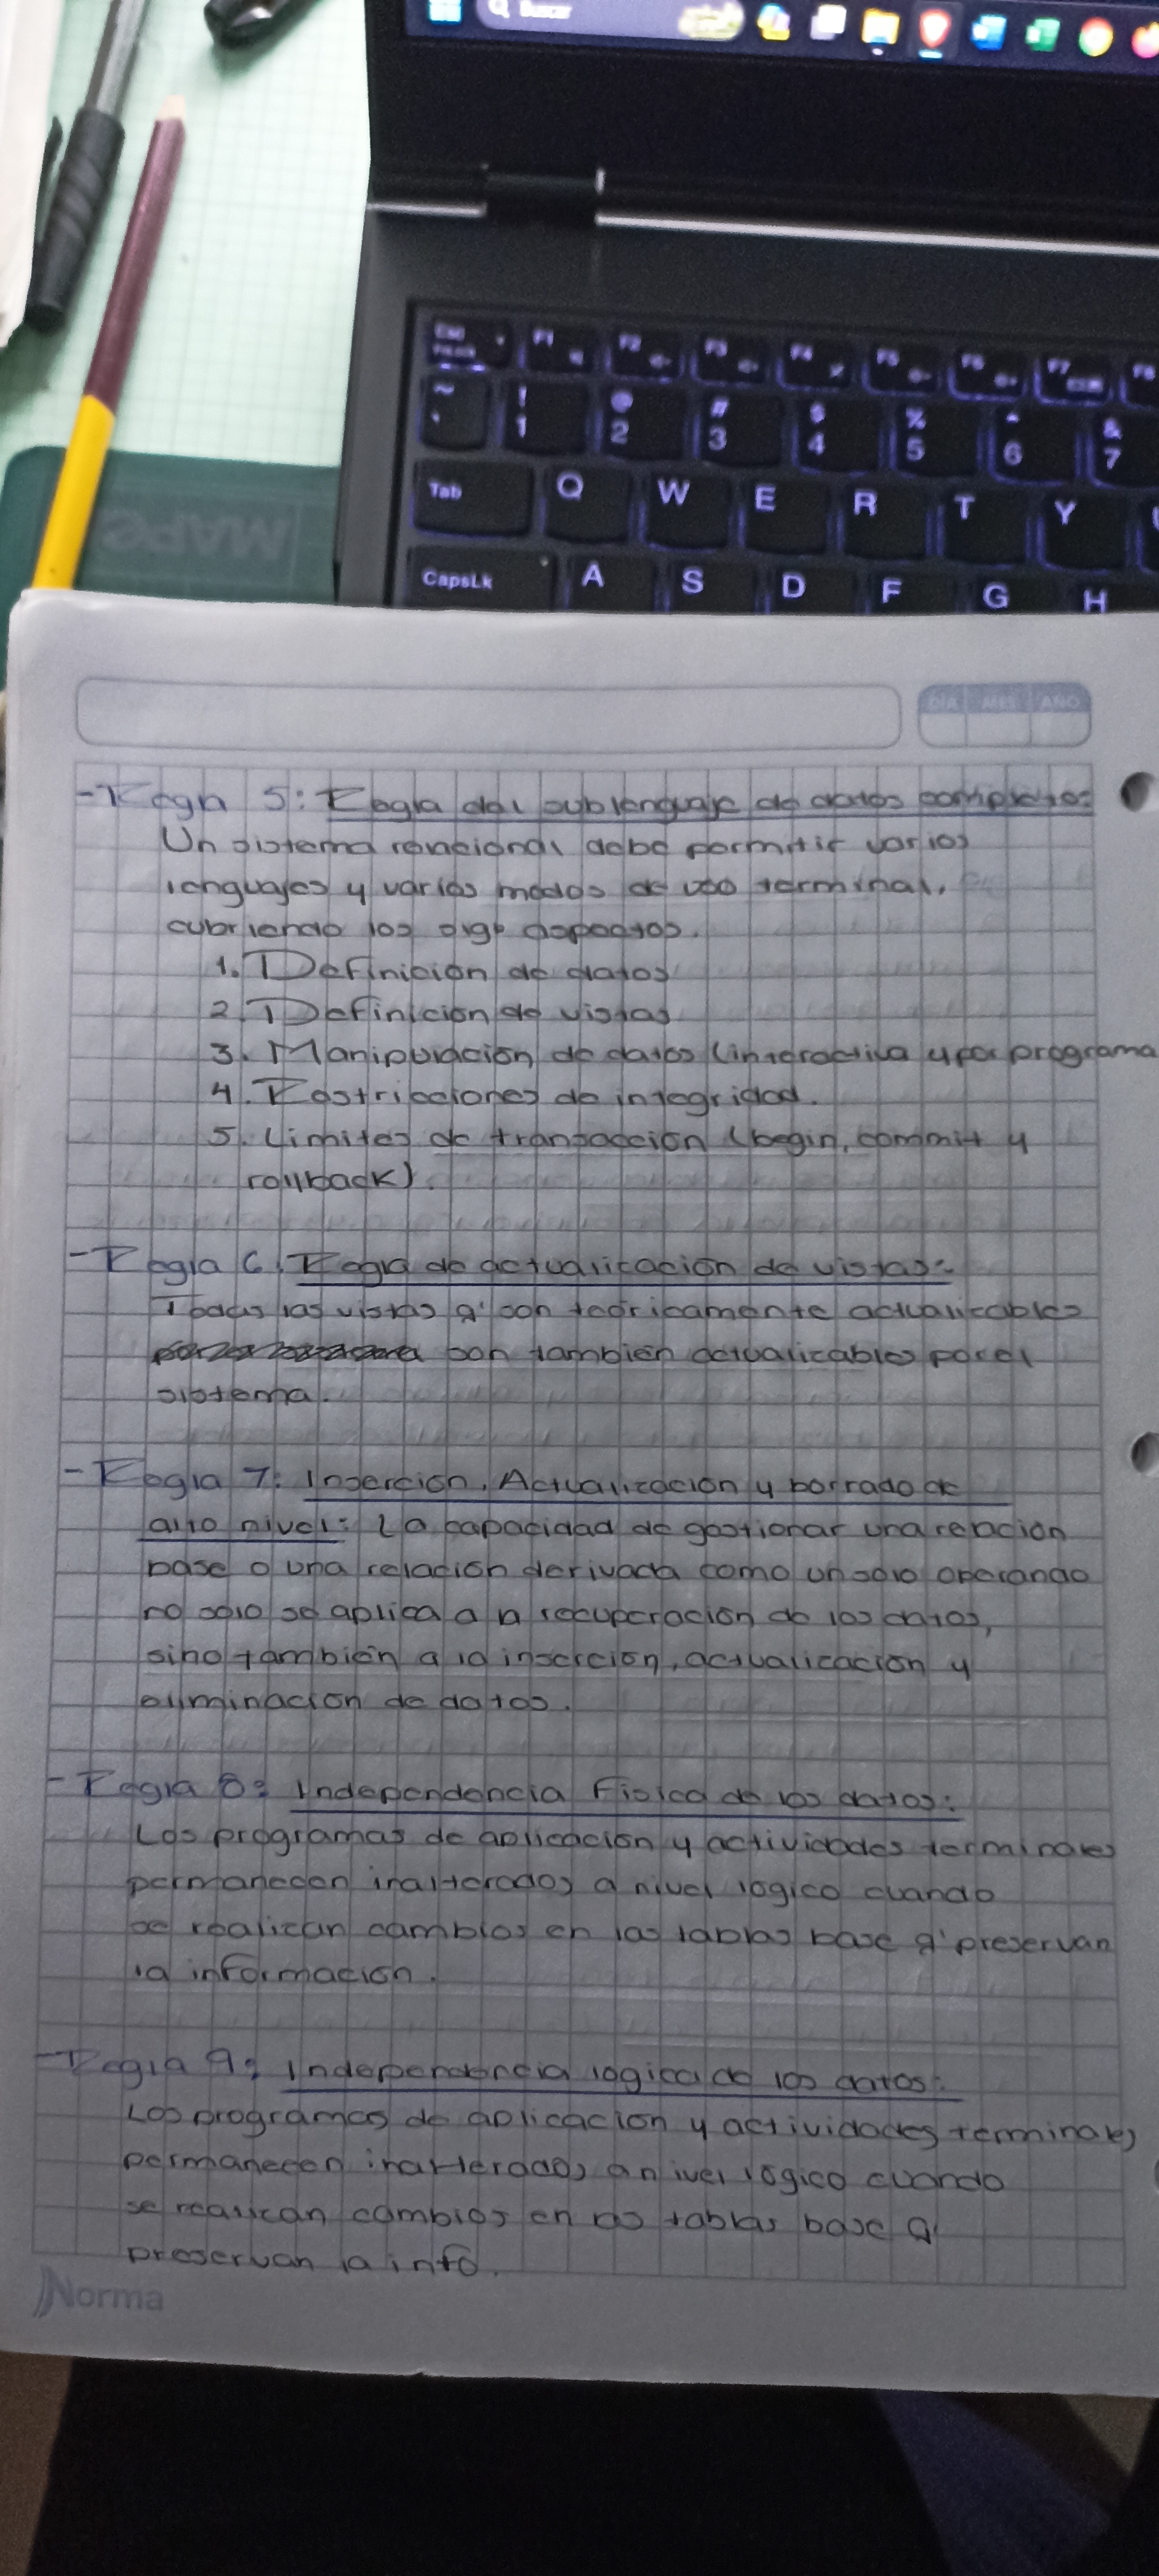 Buscar
Esc
F1
F2
F3
F4
F5
F6
F7
F8
~
! 1
@ 2
# 3
$ 4
% 5
^ 6
& 7
Tab Q W E R T Y
CapsLk A S D F G H
MAPED
DÍA MES AÑO
- Regla 5: Regla del sublenguaje de datos completo:
Un sistema relacional debe permitir varios
lenguajes y varios modos de uso terminal,
cubriendo los sigs aspectos.
1. Definición de datos
2. Definición de vistas
3. Manipulación de datos (interactiva y por programa
4. Restricciones de integridad.
5. Limites de transacción (begin, commit y
rollback).
- Regla 6. Regla de actualización de vistas:
Todas las vistas q' son teóricamente actualizables
son también actualizables por el
sistema.
- Regla 7: Inserción, Actualización y borrado de
alto nivel: La capacidad de gestionar una relación
base o una relación derivada como un solo operando
no solo se aplica a la recuperación de los datos,
sino también a la inserción, actualización y
eliminación de datos.
- Regla 8: Independencia Física de los datos:
Los programas de aplicación y actividades terminales
permanecen inalterados a nivel lógico cuando
se realizan cambios en las tablas base q' preservan
la información.
- Regla 9: Independencia lógica de los datos:
Los programas de aplicación y actividades terminales
permanecen inalterados a nivel lógico cuando
se realizan cambios en las tablas base q'
preservan la info.
Norma